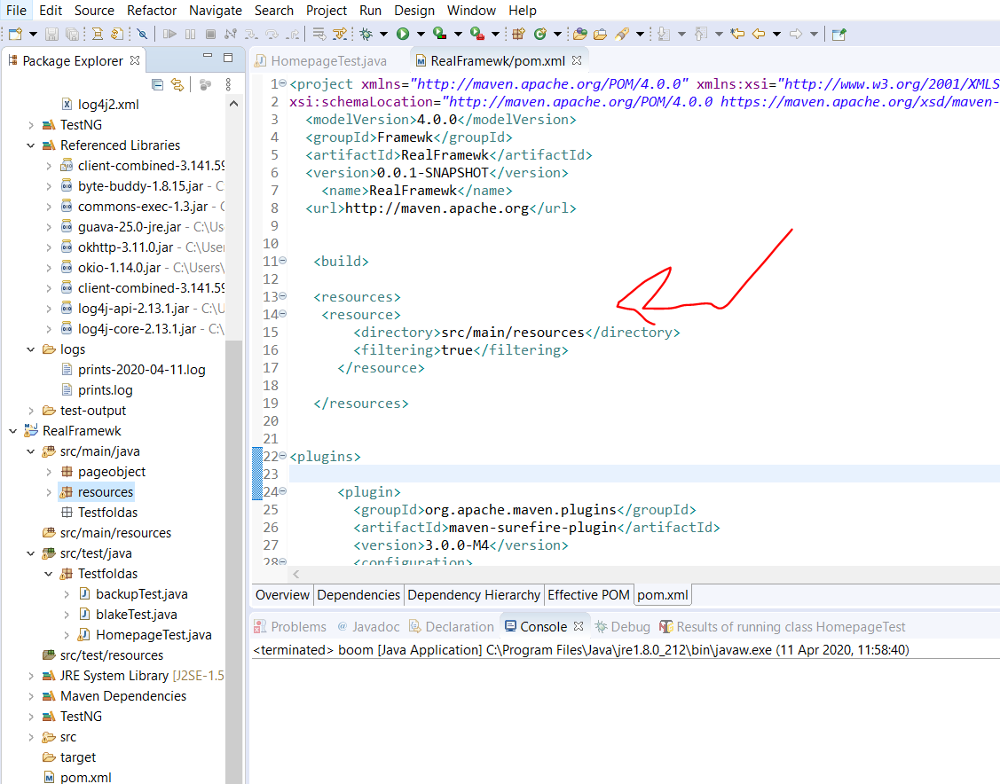 File Edit Source Refactor Navigate Search Project Run Design Window Help
Package Explorer
log4j2.xml
TestNG
Referenced Libraries
client-combined-3.141.59
byte-buddy-1.8.15.jar - C
commons-exec-1.3.jar - C
guava-25.0-jre.jar - C:\Us
okhttp-3.11.0.jar - C:\User
okio-1.14.0.jar - C:\Users\
client-combined-3.141.59
log4j-api-2.13.1.jar - C:\U
log4j-core-2.13.1.jar - C:\
logs
prints-2020-04-11.log
prints.log
test-output
RealFramewk
src/main/java
pageobject
resources
Testfoldas
src/main/resources
src/test/java
Testfoldas
backupTest.java
blakeTest.java
HomepageTest.java
src/test/resources
JRE System Library [J2SE-1.5
Maven Dependencies
TestNG
src
target
pom.xml
HomepageTest.java RealFramewk/pom.xml
1 <project xmlns="http://maven.apache.org/POM/4.0.0" xmlns:xsi="http://www.w3.org/2001/XMLS
2 xsi:schemaLocation="http://maven.apache.org/POM/4.0.0 https://maven.apache.org/xsd/maven-
3 <modelVersion>4.0.0</modelVersion>
4 <groupId>Framewk</groupId>
5 <artifactId>RealFramewk</artifactId>
6 <version>0.0.1-SNAPSHOT</version>
7 <name>RealFramewk</name>
8 <url>http://maven.apache.org</url>
9
10
11 <build>
12
13 <resources>
14 <resource>
15 <directory>src/main/resources</directory>
16 <filtering>true</filtering>
17 </resource>
18
19 </resources>
20
21
22 <plugins>
23
24 <plugin>
25 <groupId>org.apache.maven.plugins</groupId>
26 <artifactId>maven-surefire-plugin</artifactId>
27 <version>3.0.0-M4</version>
28 <configuration>
Overview Dependencies Dependency Hierarchy Effective POM pom.xml
Problems Javadoc Declaration Console Debug Results of running class HomepageTest
<terminated> boom [Java Application] C:\Program Files\Java\jre1.8.0_212\bin\javaw.exe (11 Apr 2020, 11:58:40)